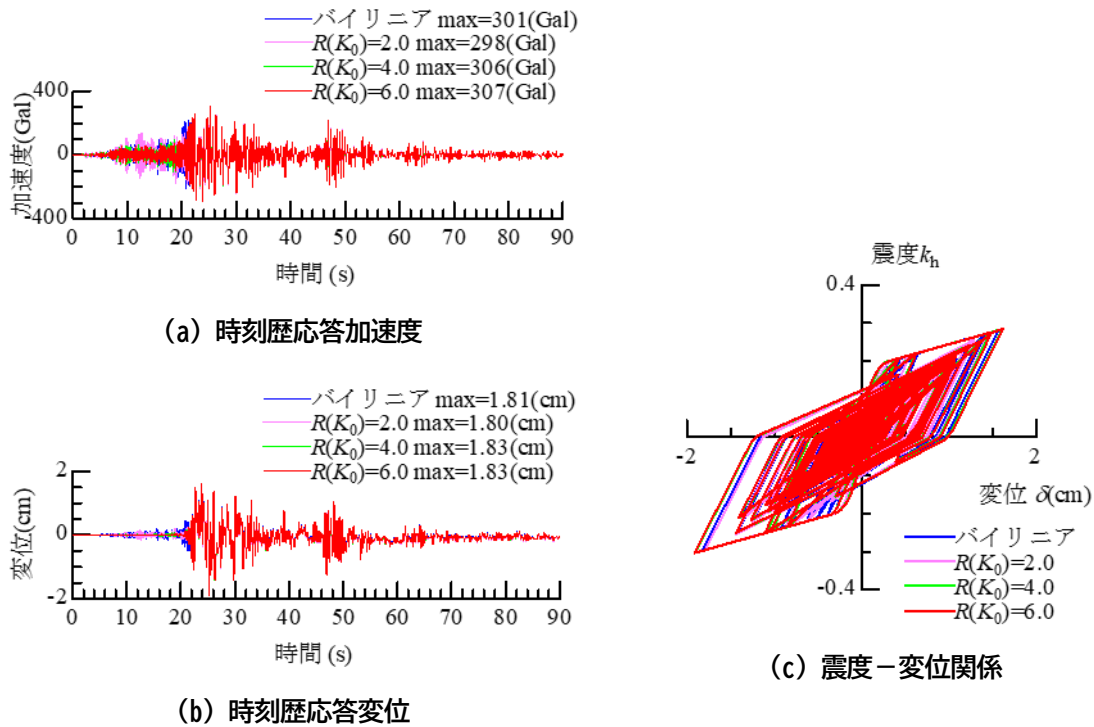 バイリニア max=301(Gal)
R(K₀)=2.0 max=298(Gal)
R(K₀)=4.0 max=306(Gal)
R(K₀)=6.0 max=307(Gal)
加速度(Gal)
400
0
-400
0 10 20 30 40 50 60 70 80 90
時間 (s)
(a) 時刻歴応答加速度
バイリニア max=1.81(cm)
R(K₀)=2.0 max=1.80(cm)
R(K₀)=4.0 max=1.83(cm)
R(K₀)=6.0 max=1.83(cm)
変位(cm)
2
0
-2
0 10 20 30 40 50 60 70 80 90
時間 (s)
(b) 時刻歴応答変位
震度kₕ
0.4
-2
2
-0.4
変位 δ(cm)
バイリニア
R(K₀)=2.0
R(K₀)=4.0
R(K₀)=6.0
(c) 震度－変位関係